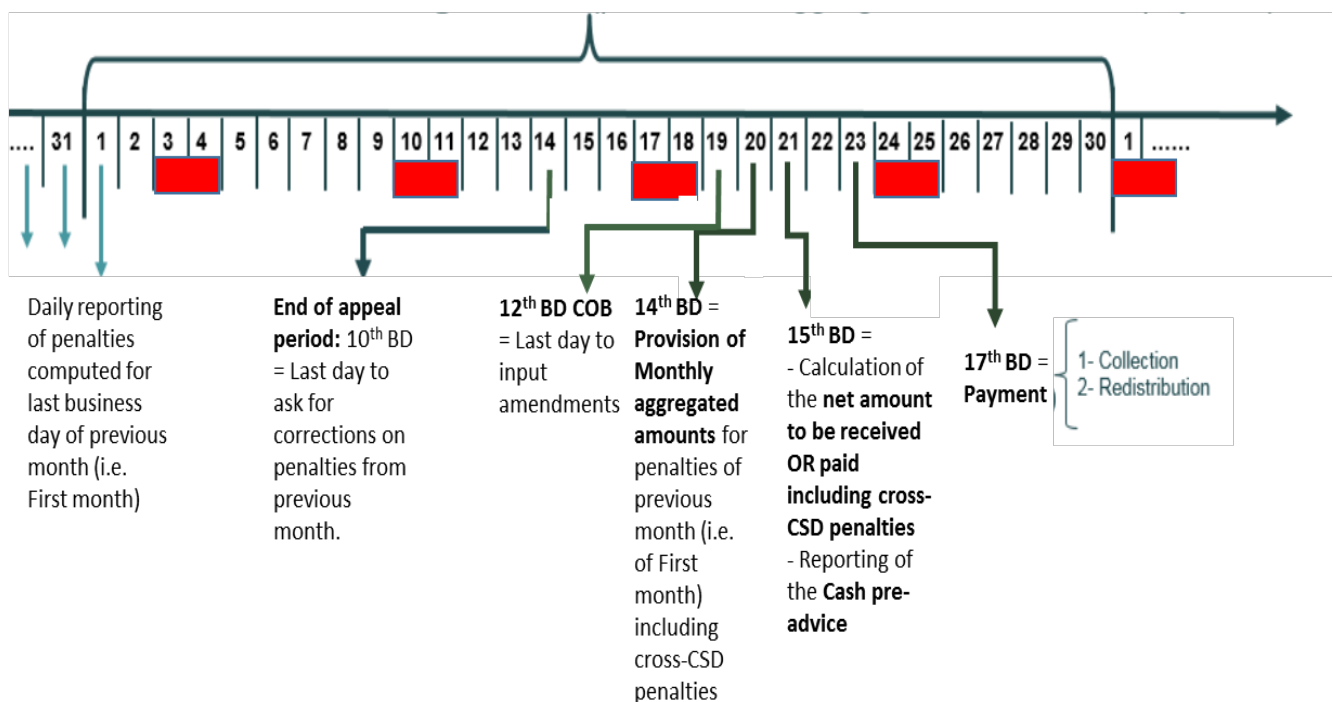 .... 31 1 2 3 4 5 6 7 8 9 10 11 12 13 14 15 16 17 18 19 20 21 22 23 24 25 26 27 28 29 30 1 ......
Daily reporting
of penalties
computed for
last business
day of previous
month (i.e.
First month)
End of appeal
period: 10th BD
= Last day to
ask for
corrections on
penalties from
previous
month.
12th BD COB
= Last day to
input
amendments
14th BD =
Provision of
Monthly
aggregated
amounts for
penalties of
previous
month (i.e.
of First
month)
including
cross-CSD
penalties
15th BD =
- Calculation of
the net amount
to be received
OR paid
including cross-
CSD penalties
- Reporting of
the Cash pre-
advice
17th BD =
Payment
1- Collection
2- Redistribution